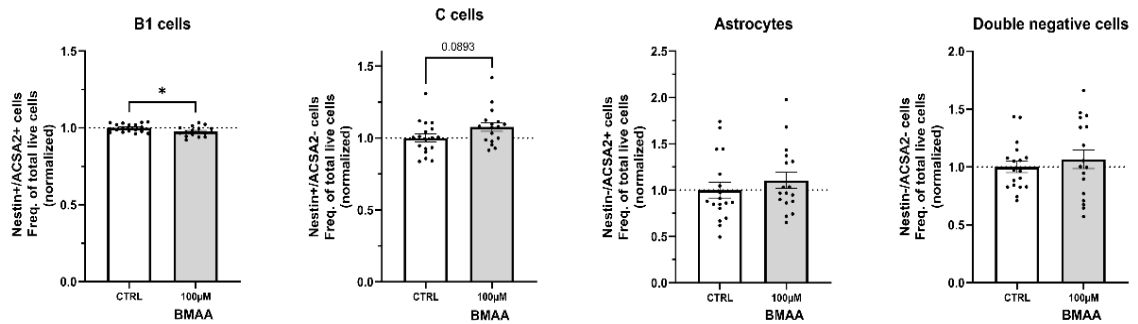 B1 cells
Nestin+/ACSA2+ cells
Freq. of total live cells
(normalized)
1.5
1.0
0.5
0.0
*
CTRL
100µM
BMAA
C cells
Nestin+/ACSA2- cells
Freq. of total live cells
(normalized)
1.5
1.0
0.5
0.0
0.0893
CTRL
100µM
BMAA
Astrocytes
Nestin-/ACSA2+ cells
Freq. of total live cells
(normalized)
2.5
2.0
1.5
1.0
0.5
0.0
CTRL
100µM
BMAA
Double negative cells
Nestin-/ACSA2- cells
Freq. of total live cells
(normalized)
2.0
1.5
1.0
0.5
0.0
CTRL
100µM
BMAA